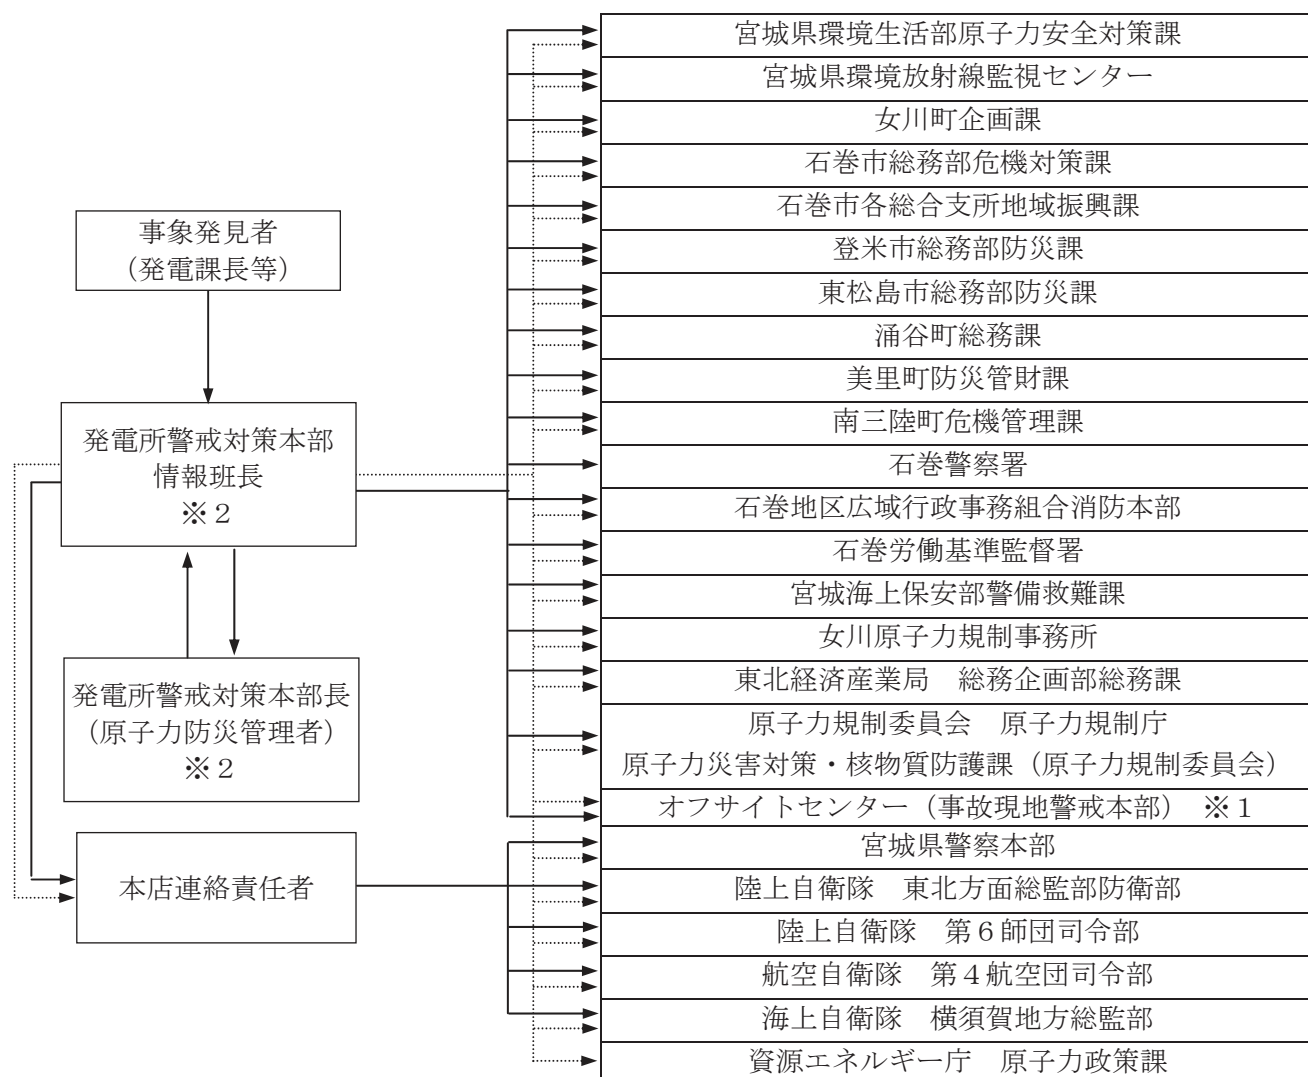 事象発見者
（発電課長等）
発電所警戒対策本部
情報班長
※２
発電所警戒対策本部長
（原子力防災管理者）
※２
本店連絡責任者
宮城県環境生活部原子力安全対策課
宮城県環境放射線監視センター
女川町企画課
石巻市総務部危機対策課
石巻市各総合支所地域振興課
登米市総務部防災課
東松島市総務部防災課
涌谷町総務課
美里町防災管財課
南三陸町危機管理課
石巻警察署
石巻地区広域行政事務組合消防本部
石巻労働基準監督署
宮城海上保安部警備救難課
女川原子力規制事務所
東北経済産業局　総務企画部総務課
原子力規制委員会　原子力規制庁
原子力災害対策・核物質防護課（原子力規制委員会）
オフサイトセンター（事故現地警戒本部）　※１
宮城県警察本部
陸上自衛隊　東北方面総監部防衛部
陸上自衛隊　第６師団司令部
航空自衛隊　第４航空団司令部
海上自衛隊　横須賀地方総監部
資源エネルギー庁　原子力政策課